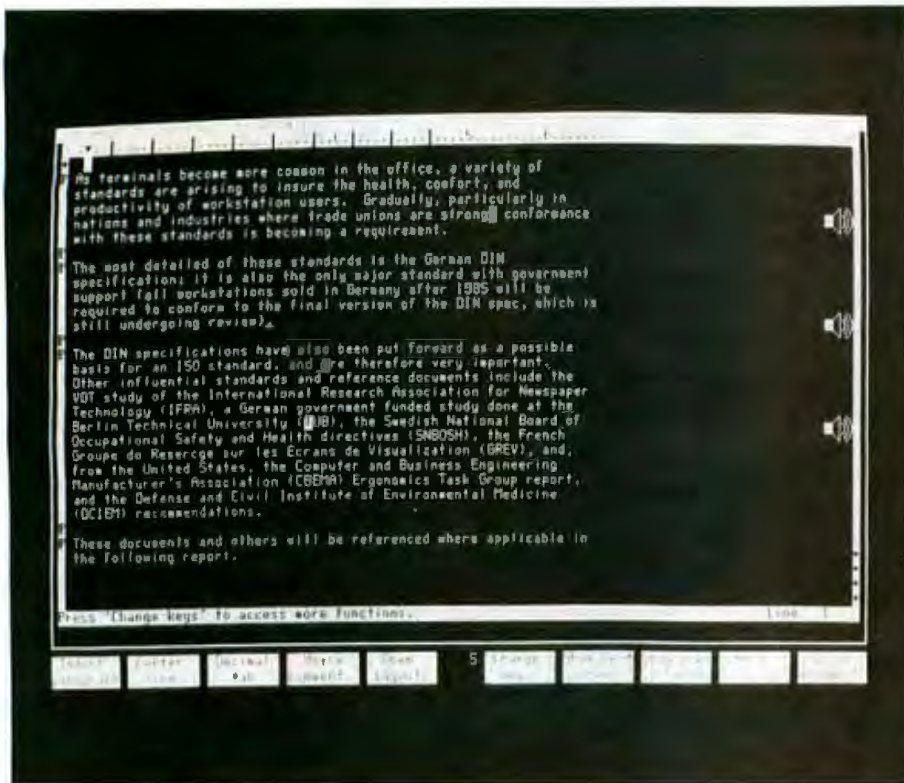 As terminals become more common in the office, a variety of
standards are arising to insure the health, comfort, and
productivity of workstation users. Gradually, particularly in
nations and industries where trade unions are strong conformance
with these standards is becoming a requirement.
The most detailed of these standards is the German DIN
specification; it is also the only major standard with government
support (all workstations sold in Germany after 1985 will be
required to conform to the final version of the DIN spec, which is
still undergoing review).
The DIN specifications have also been put forward as a possible
basis for an ISO standard, and are therefore very important.
Other influential standards and reference documents include the
VDT study of the International Research Association for Newspaper
Technology (IFRA), a German government funded study done at the
Berlin Technical University (UB), the Swedish National Board of
Occupational Safety and Health directives (SNBOSH), the French
Groupe de Resercge sur les Ecrans de Visualization (GREV), and,
from the United States, the Computer and Business Engineering
Manufacturer's Association (CBEMA) Ergonomics Task Group report,
and the Defense and Civil Institute of Environmental Medicine
(DCIEM) recommendations.
These documents and others will be referenced where applicable in
the following report.
Press 'Change keys' to access more functions. Line 1
Decimal 5 Change
tab